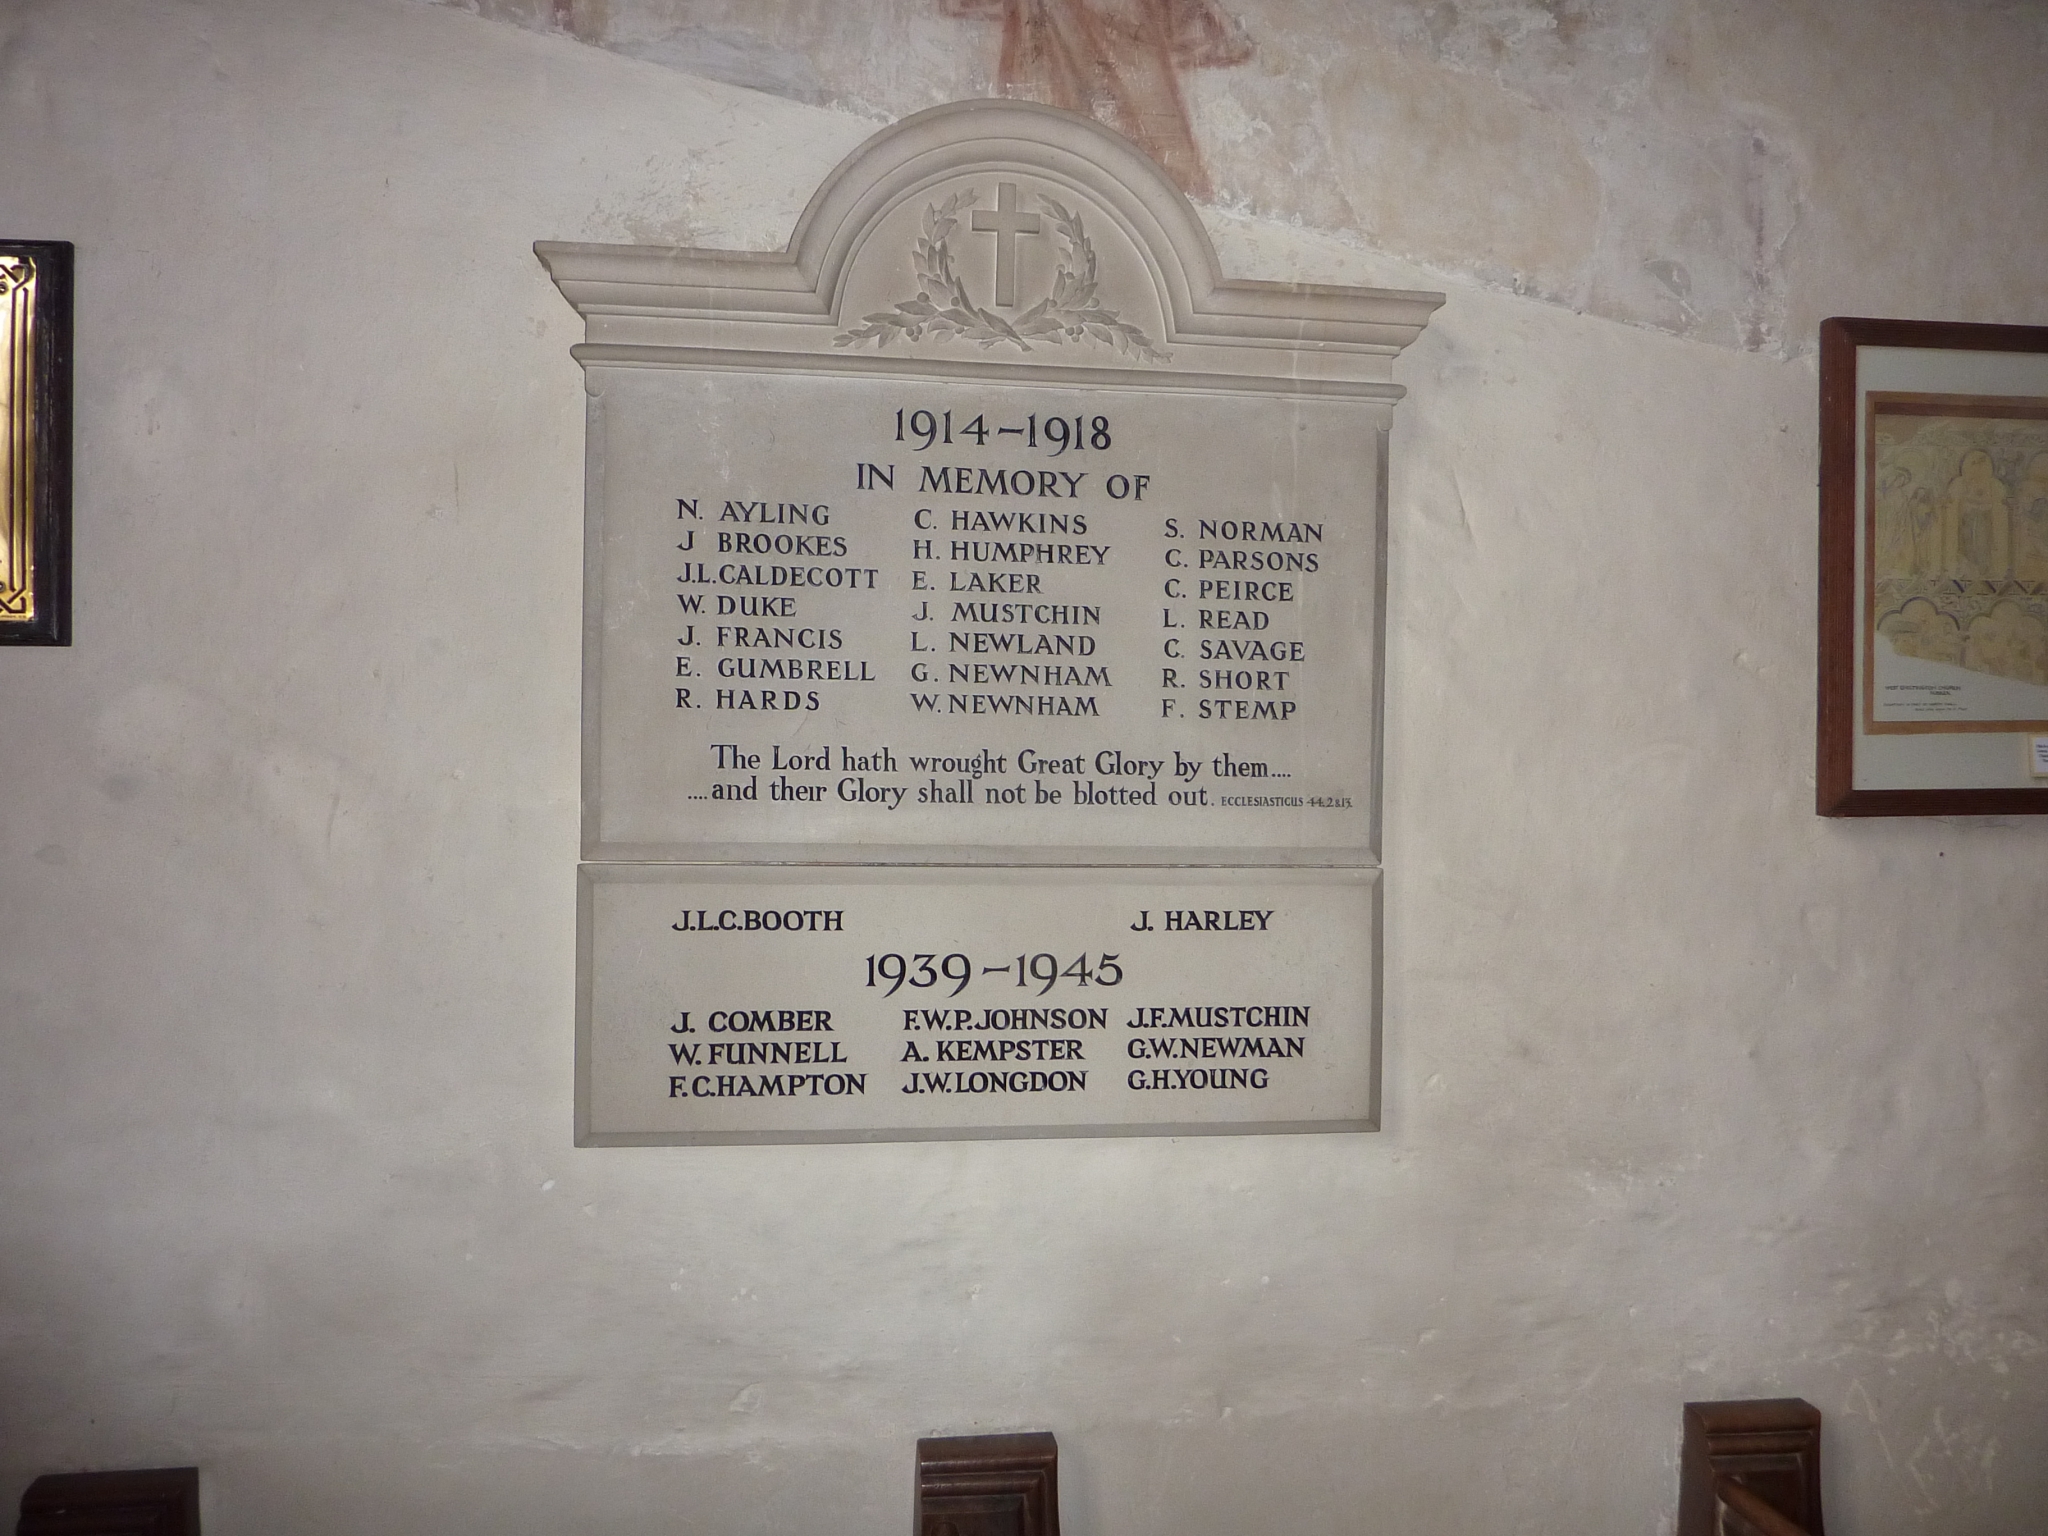 1914–1918
IN MEMORY OF
N. AYLING C. HAWKINS S. NORMAN
J BROOKES H. HUMPHREY C. PARSONS
J.L.CALDECOTT E. LAKER C. PEIRCE
W. DUKE J. MUSTCHIN L. READ
J. FRANCIS L. NEWLAND C. SAVAGE
E. GUMBRELL G. NEWNHAM R. SHORT
R. HARDS W. NEWNHAM F. STEMP
The Lord hath wrought Great Glory by them....
....and their Glory shall not be blotted out. ECCLESIASTICUS 44.2&13.
J.L.C.BOOTH J. HARLEY
1939–1945
J. COMBER F.W.P.JOHNSON J.F.MUSTCHIN
W. FUNNELL A. KEMPSTER G.W.NEWMAN
F.C.HAMPTON J.W.LONGDON G.H.YOUNG